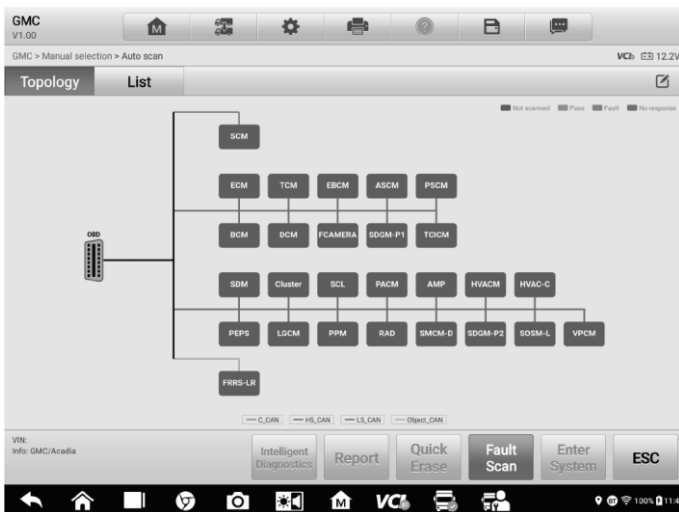 GMC
V1.00
GMC > Manual selection > Auto scan
VCI 12.2V
Topology List
Not scanned Pass Fault No response
SCM
ECM TCM EBCM ASCM PSCM
BCM DCM FCAMERA SDGM-P1 TCICM
OBD
SDM Cluster SCL PACM AMP HVACM HVAC-C
PEPS LGCM PPM RAD SMCM-D SDGM-P2 SOSM-L VPCM
FRRS-LR
C_CAN HS_CAN LS_CAN Object_CAN
VIN:
Info: GMC/Acadia
Intelligent Diagnostics
Report
Quick Erase
Fault Scan
Enter System
ESC
M VCI BT 100% 11:4